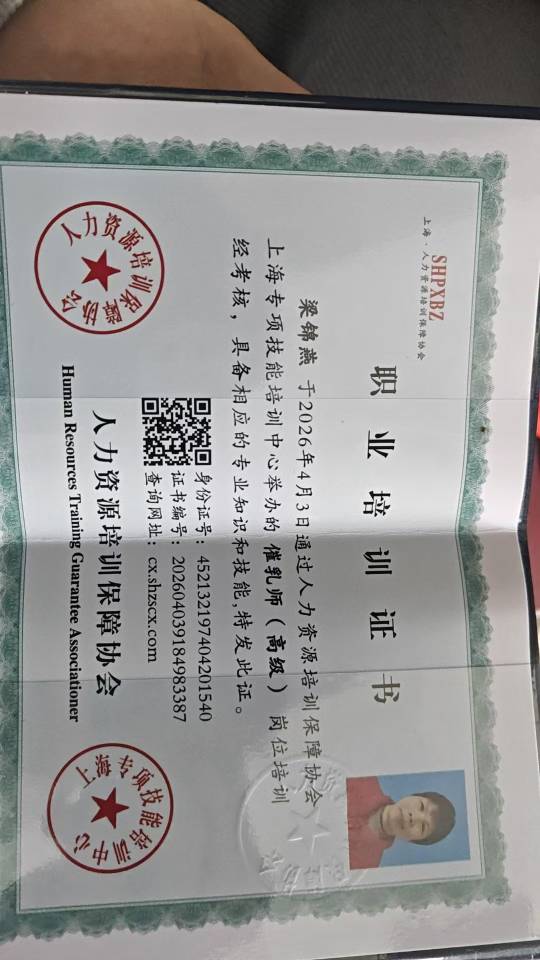 SHPXBZ
上海·人力资源培训保障协会
职业培训证书
梁锦燕 于2026年4月3日通过人力资源培训保障协会
上海专项技能培训中心举办的 催乳师（高级） 岗位培训
经考核，具备相应的专业知识和技能,特发此证。
身份证号：452132197404201540
证书编号：20260403918498​3387
查询网址：cx.shzscx.com
人力资源培训保障协会
Human Resources Training Guarantee Associationer
人力资源培训保障协会
上海专项技能培训中心